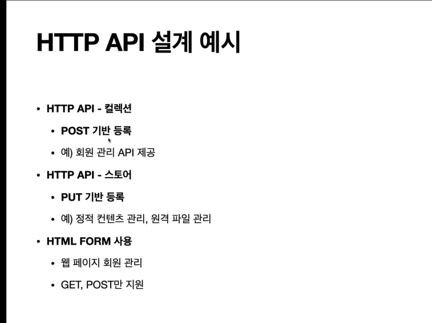 HTTP API 설계 예시
• HTTP API - 컬렉션
• POST 기반 등록
• 예) 회원 관리 API 제공
• HTTP API - 스토어
• PUT 기반 등록
• 예) 정적 컨텐츠 관리, 원격 파일 관리
• HTML FORM 사용
• 웹 페이지 회원 관리
• GET, POST만 지원